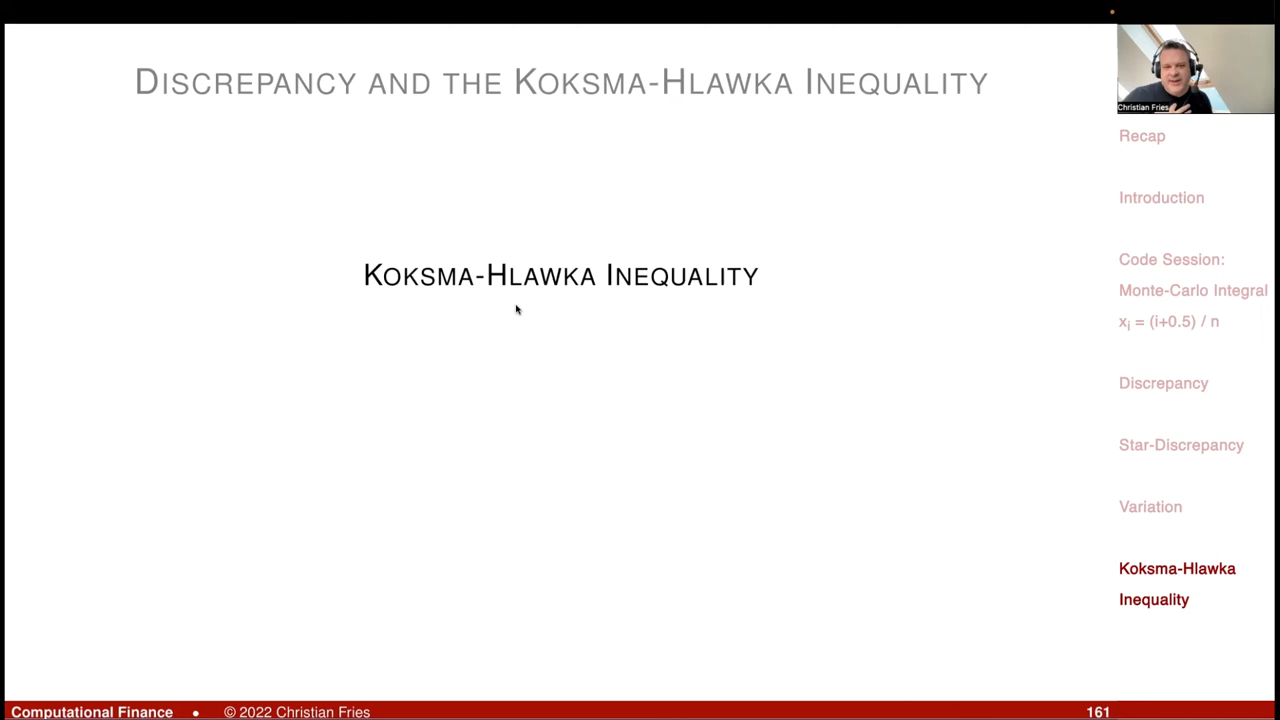 DISCREPANCY AND THE KOKSMA-HLAWKA INEQUALITY
KOKSMA-HLAWKA INEQUALITY
Christian Fries
Recap
Introduction
Code Session:
Monte-Carlo Integral
xᵢ = (i+0.5) / n
Discrepancy
Star-Discrepancy
Variation
Koksma-Hlawka
Inequality
Computational Finance • © 2022 Christian Fries 161